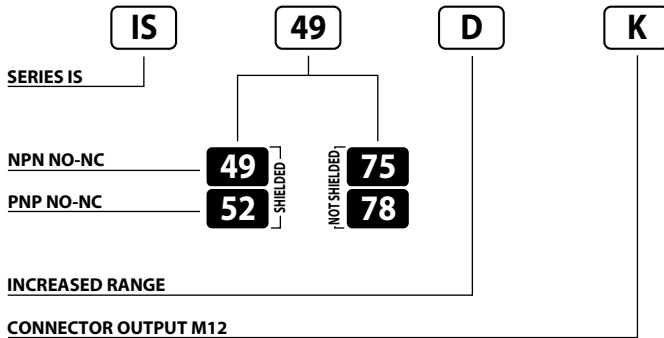 IS 49 D K
SERIES IS
NPN NO-NC 49 SHIELDED NOT SHIELDED 75
PNP NO-NC 52 78
INCREASED RANGE
CONNECTOR OUTPUT M12